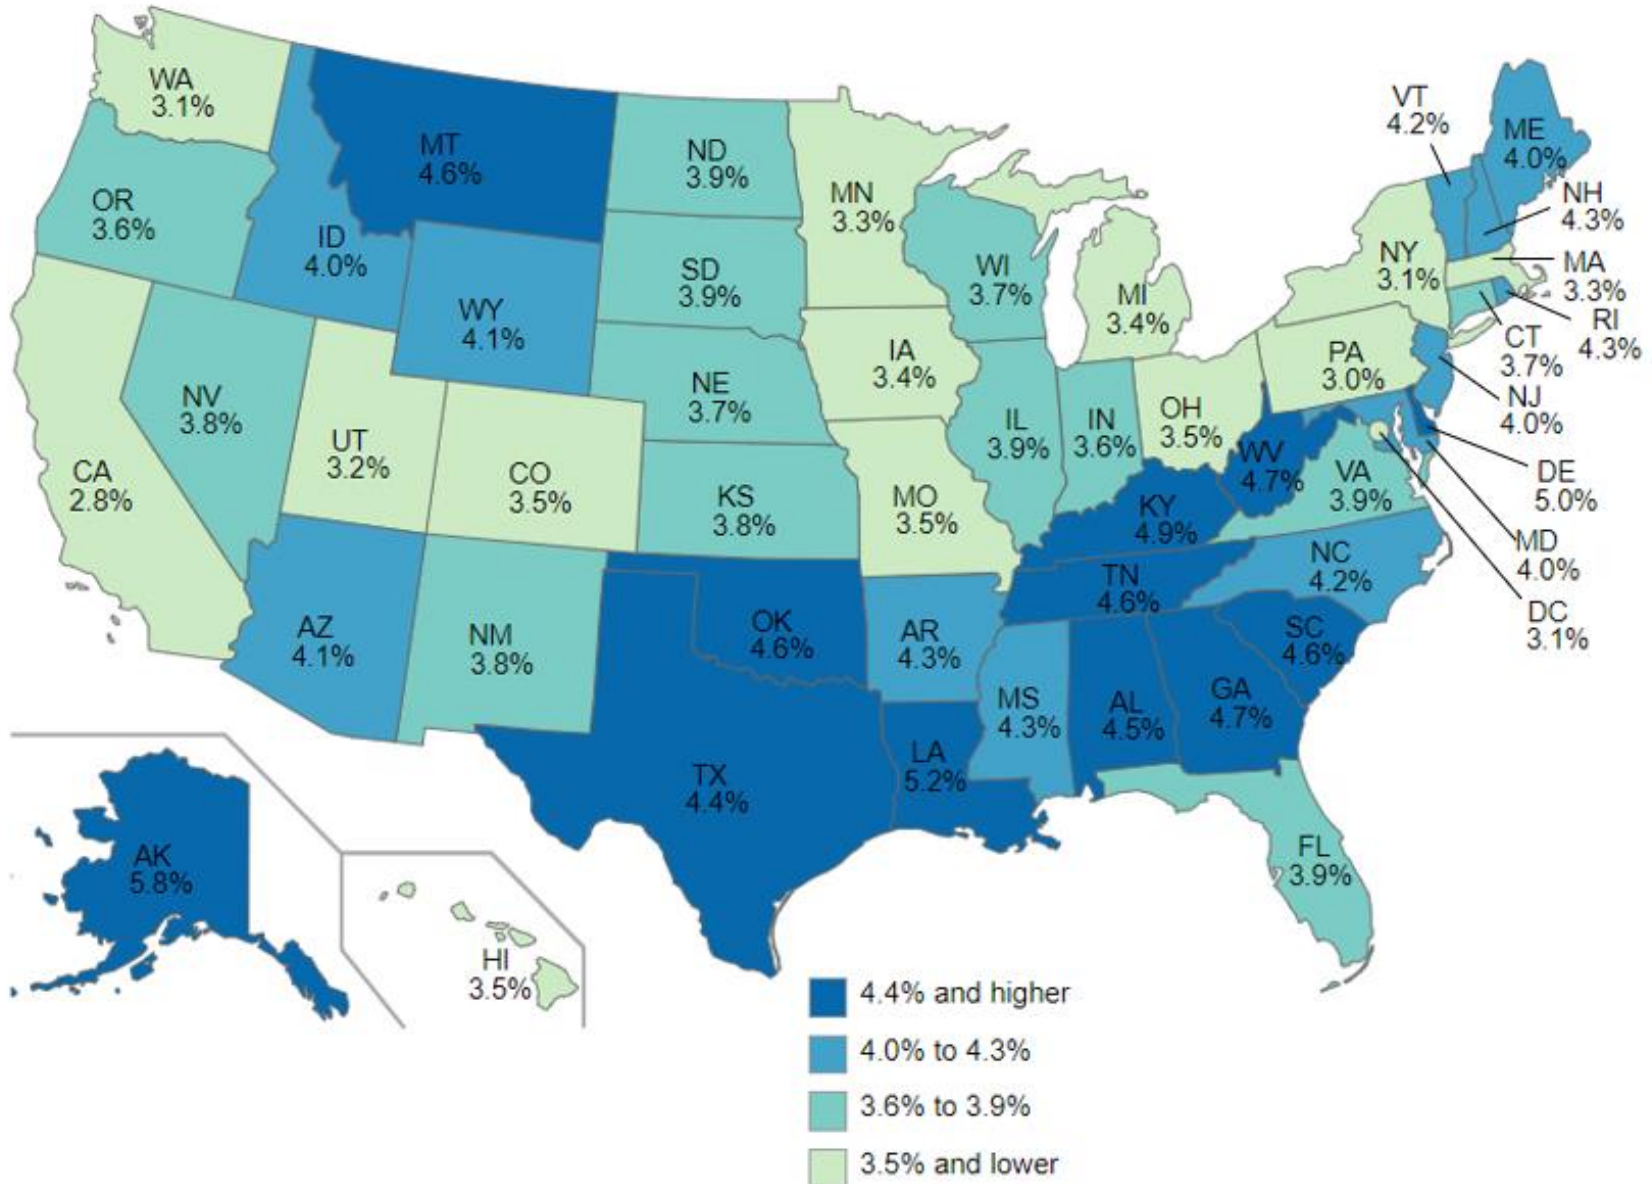 WA
3.1%
OR
3.6%
CA
2.8%
NV
3.8%
ID
4.0%
MT
4.6%
WY
4.1%
UT
3.2%
CO
3.5%
AZ
4.1%
NM
3.8%
ND
3.9%
SD
3.9%
NE
3.7%
KS
3.8%
OK
4.6%
TX
4.4%
MN
3.3%
IA
3.4%
MO
3.5%
AR
4.3%
LA
5.2%
WI
3.7%
IL
3.9%
MI
3.4%
IN
3.6%
OH
3.5%
KY
4.9%
TN
4.6%
MS
4.3%
AL
4.5%
GA
4.7%
FL
3.9%
SC
4.6%
NC
4.2%
VA
3.9%
WV
4.7%
PA
3.0%
NY
3.1%
VT
4.2%
ME
4.0%
NH
4.3%
MA
3.3%
RI
4.3%
CT
3.7%
NJ
4.0%
DE
5.0%
MD
4.0%
DC
3.1%
AK
5.8%
HI
3.5%
4.4% and higher
4.0% to 4.3%
3.6% to 3.9%
3.5% and lower